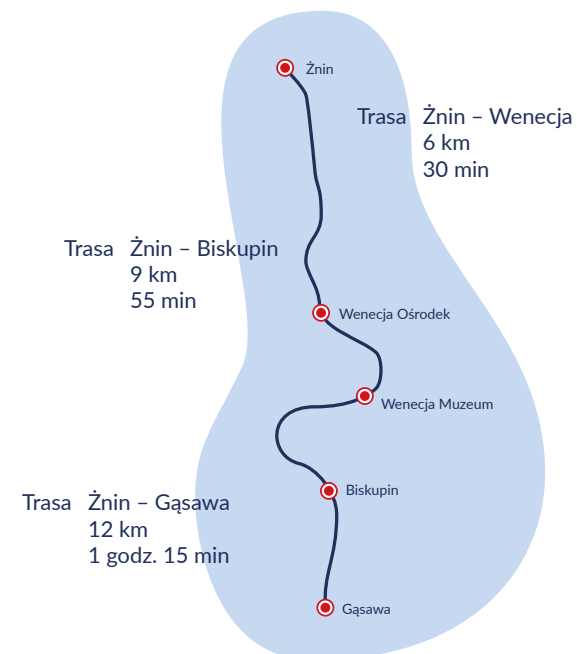 Żnin
Trasa Żnin – Wenecja
6 km
30 min
Trasa Żnin – Biskupin
9 km
55 min
Wenecja Ośrodek
Wenecja Muzeum
Biskupin
Trasa Żnin – Gąsawa
12 km
1 godz. 15 min
Gąsawa